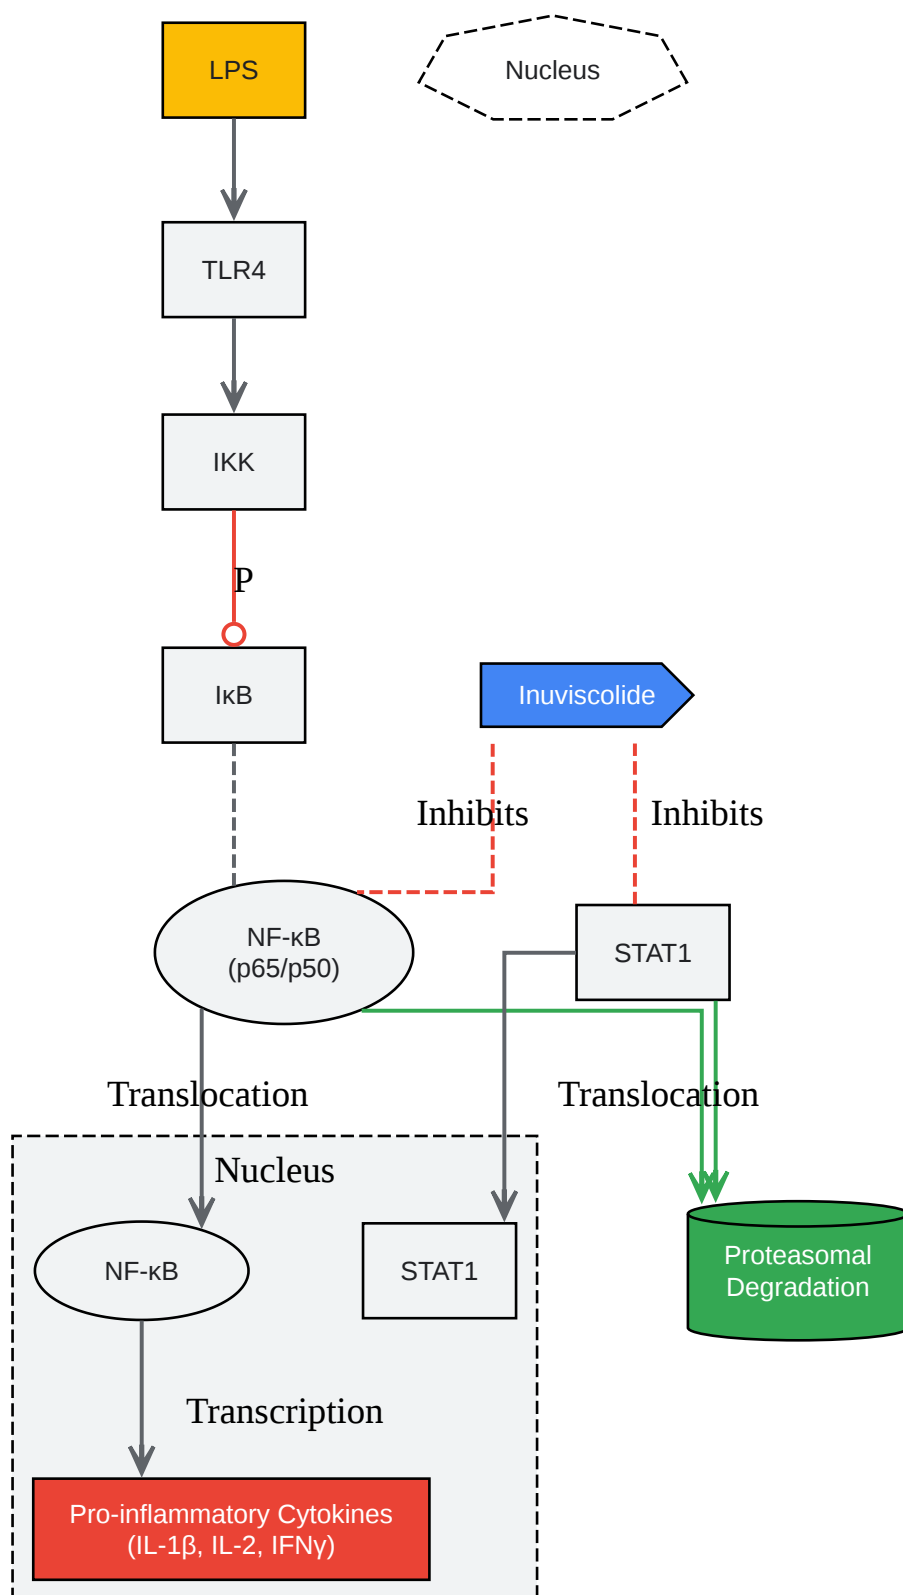 LPS
Nucleus
TLR4
IKK
P
IκB
Inuviscolide
Inhibits
Inhibits
NF-κB
(p65/p50)
STAT1
Translocation
Translocation
Nucleus
NF-κB
STAT1
Proteasomal
Degradation
Transcription
Pro-inflammatory Cytokines
(IL-1β, IL-2, IFNγ)